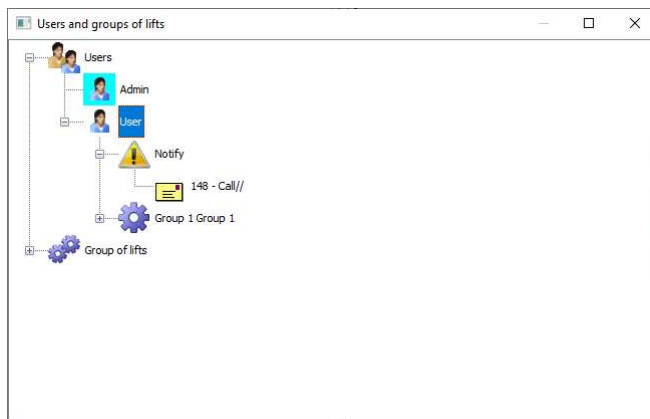 Users and groups of lifts
Users
Admin
User
Notify
148 - Call//
Group 1 Group 1
Group of lifts